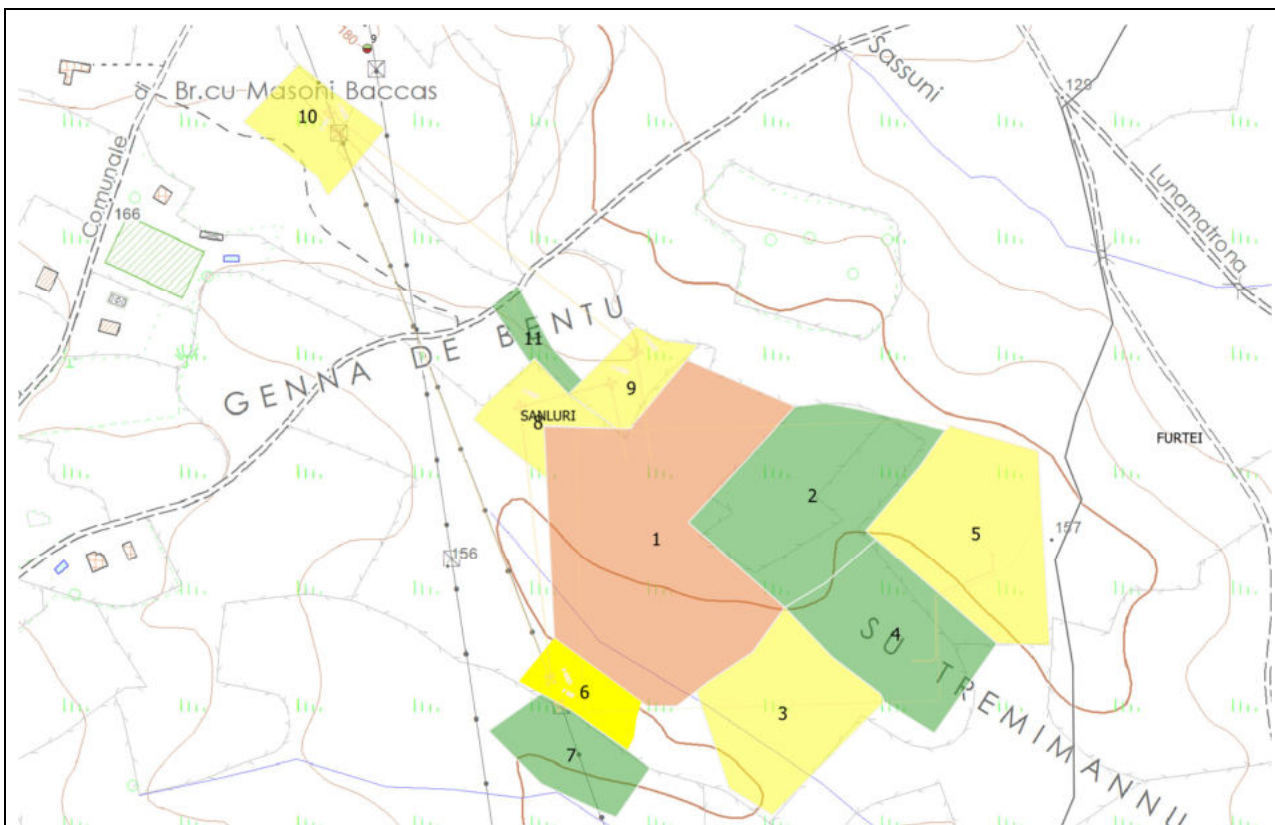 180
9
Sassuni
di Br.cu Masoni Baccas
129
10
Comunale
Lunamatrona
166
GENNA DE BENTU
11
9
SANLURI
8
FURTEI
2
5
157
1
156
SU TREMIMANNU
4
6
3
7